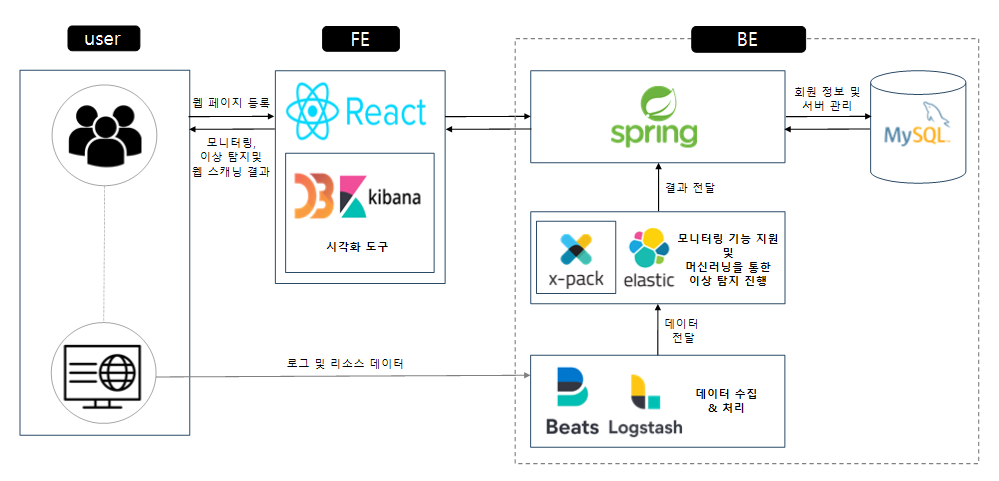 user
FE
BE
웹 페이지 등록
모니터링,
이상 탐지및
웹 스캐닝 결과
React
D3
kibana
시각화 도구
spring
회원 정보 및
서버 관리
MySQL
결과 전달
x-pack
elastic
모니터링 기능 지원
및
머신러닝을 통한
이상 탐지 진행
데이터
전달
로그 및 리소스 데이터
Beats
Logstash
데이터 수집
& 처리